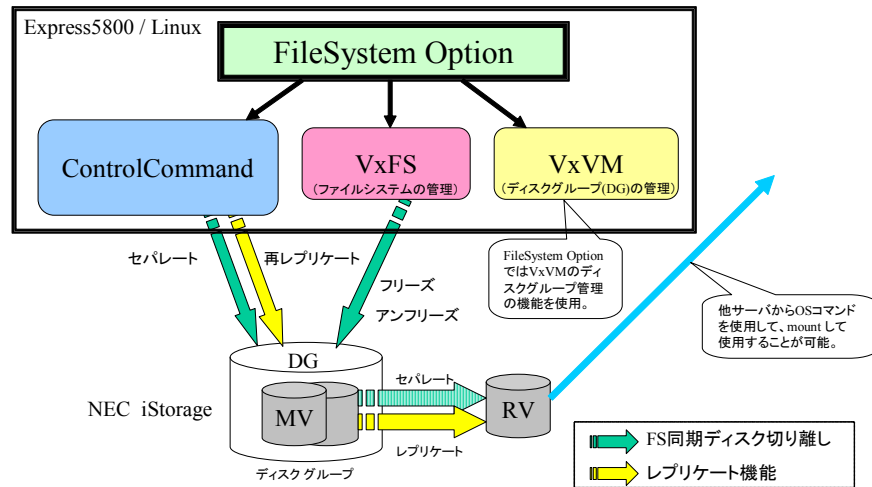 Express5800 / Linux
FileSystem Option
ControlCommand
VxFS
(ファイルシステムの管理)
VxVM
(ディスクグループ(DG)の管理)
セパレート
再レプリケート
フリーズ
アンフリーズ
FileSystem Option
ではVxVMのディ
スクグループ管理
の機能を使用。
他サーバからOSコマンド
を使用して、mount して
使用することが可能。
DG
NEC iStorage
MV
セパレート
RV
レプリケート
ディスク グループ
FS同期ディスク切り離し
レプリケート機能